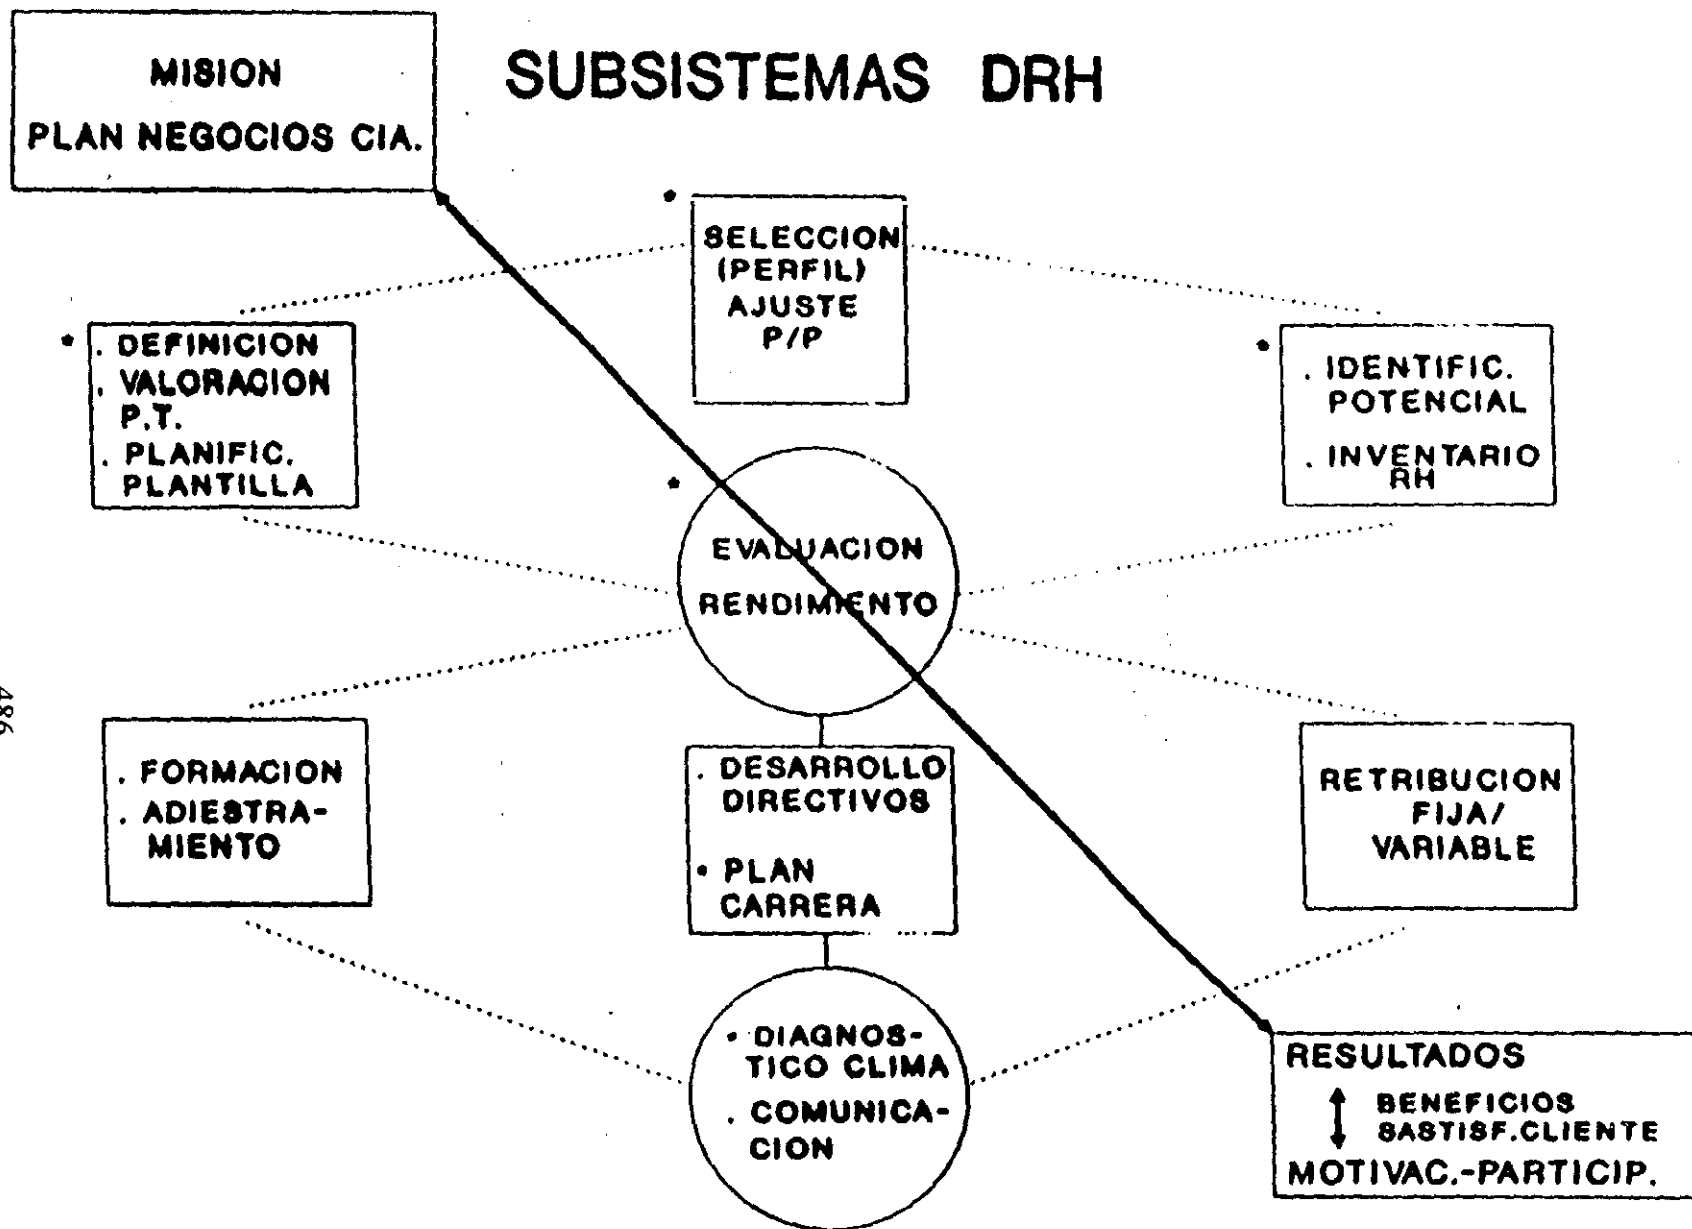 MISION
PLAN NEGOCIOS CIA.
SUBSISTEMAS DRH
* SELECCION
(PERFIL)
AJUSTE
P/P
* . DEFINICION
. VALORACION
P.T.
. PLANIFIC.
PLANTILLA
* . IDENTIFIC.
POTENCIAL
. INVENTARIO
RH
* EVALUACION
RENDIMIENTO
486
. FORMACION
. ADIESTRA-
MIENTO
. DESARROLLO
DIRECTIVOS
* PLAN
CARRERA
RETRIBUCION
FIJA/
VARIABLE
* DIAGNOS-
TICO CLIMA
. COMUNICA-
CION
RESULTADOS
BENEFICIOS
SASTISF.CLIENTE
MOTIVAC.-PARTICIP.